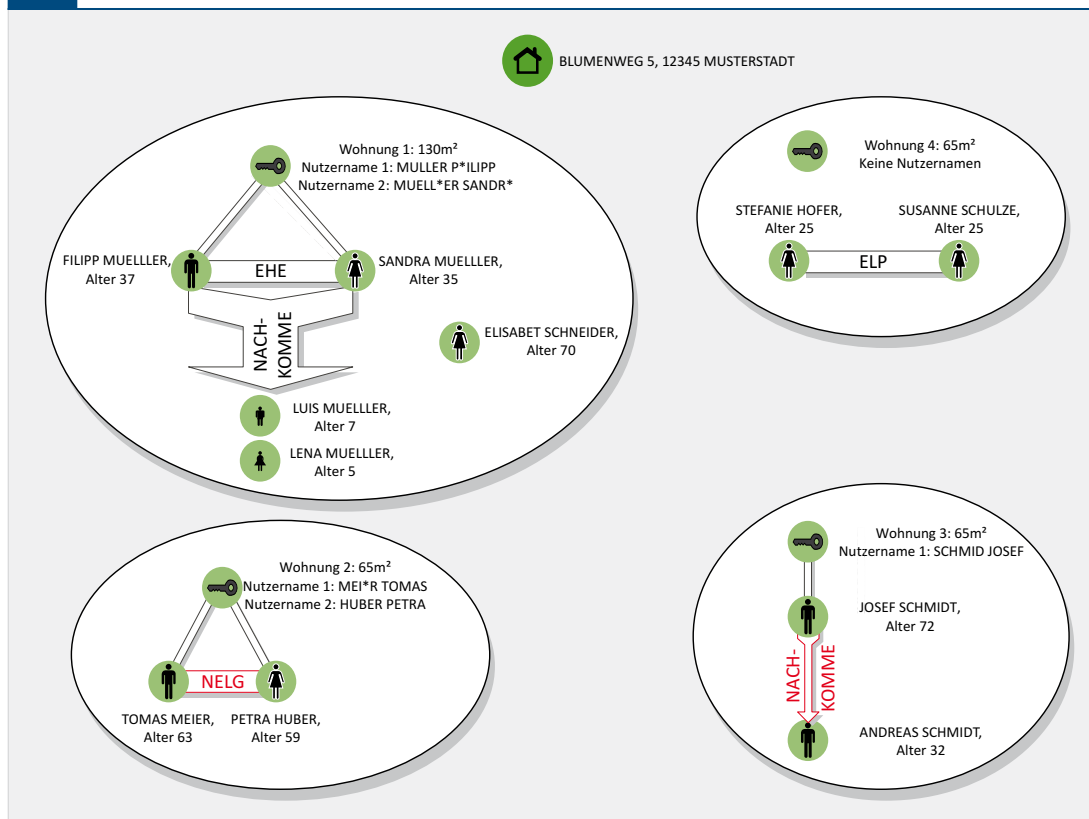 BLUMENWEG 5, 12345 MUSTERSTADT
Wohnung 1: 130m²
Nutzername 1: MULLER P*ILIPP
Nutzername 2: MUELL*ER SANDR*
FILIPP MUELLLER,
Alter 37
EHE
SANDRA MUELLLER,
Alter 35
NACH-
KOMME
ELISABET SCHNEIDER,
Alter 70
LUIS MUELLLER,
Alter 7
LENA MUELLLER,
Alter 5
Wohnung 4: 65m²
Keine Nutzernamen
STEFANIE HOFER,
Alter 25
SUSANNE SCHULZE,
Alter 25
ELP
Wohnung 2: 65m²
Nutzername 1: MEI*R TOMAS
Nutzername 2: HUBER PETRA
NELG
TOMAS MEIER,
Alter 63
PETRA HUBER,
Alter 59
Wohnung 3: 65m²
Nutzername 1: SCHMID JOSEF
JOSEF SCHMIDT,
Alter 72
NACH-
KOMME
ANDREAS SCHMIDT,
Alter 32